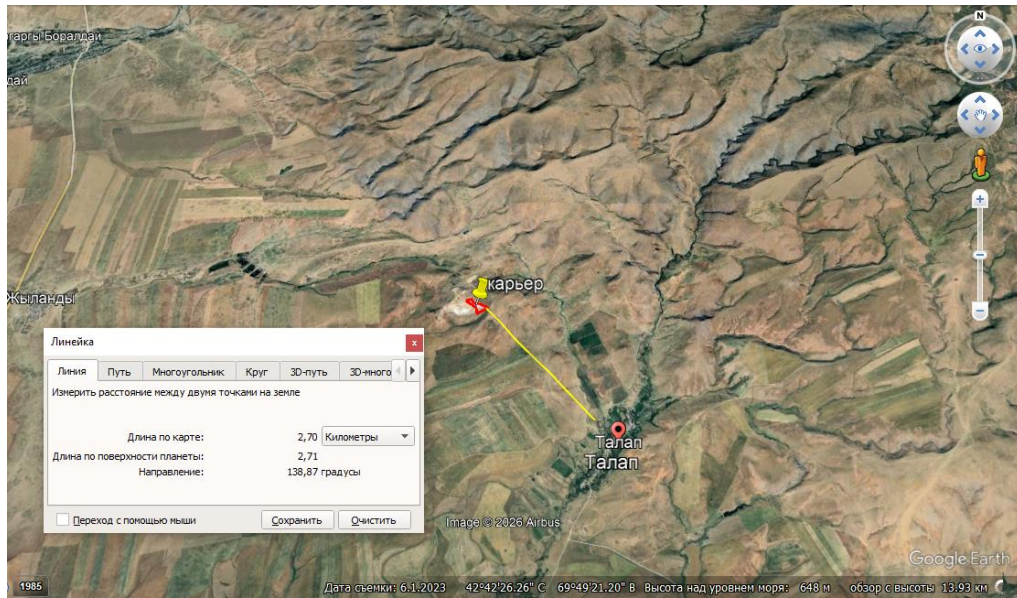 Боралдай
дай
N
карьер
Жыланды
Линейка
x
Линия Путь Многоугольник Круг 3D-путь 3D-много
Измерить расстояние между двумя точками на земле
Длина по карте: 2,70 Километры
Длина по поверхности планеты: 2,71
Направление: 138,87 градусы
Переход с помощью мыши Сохранить Очистить
Талап
Талап
Image © 2026 Airbus
Google Earth
1985 Дата съемки: 6.1.2023 42°42'26.26" С 69°49'21.20" В Высота над уровнем моря: 648 м обзор с высоты 13.93 км